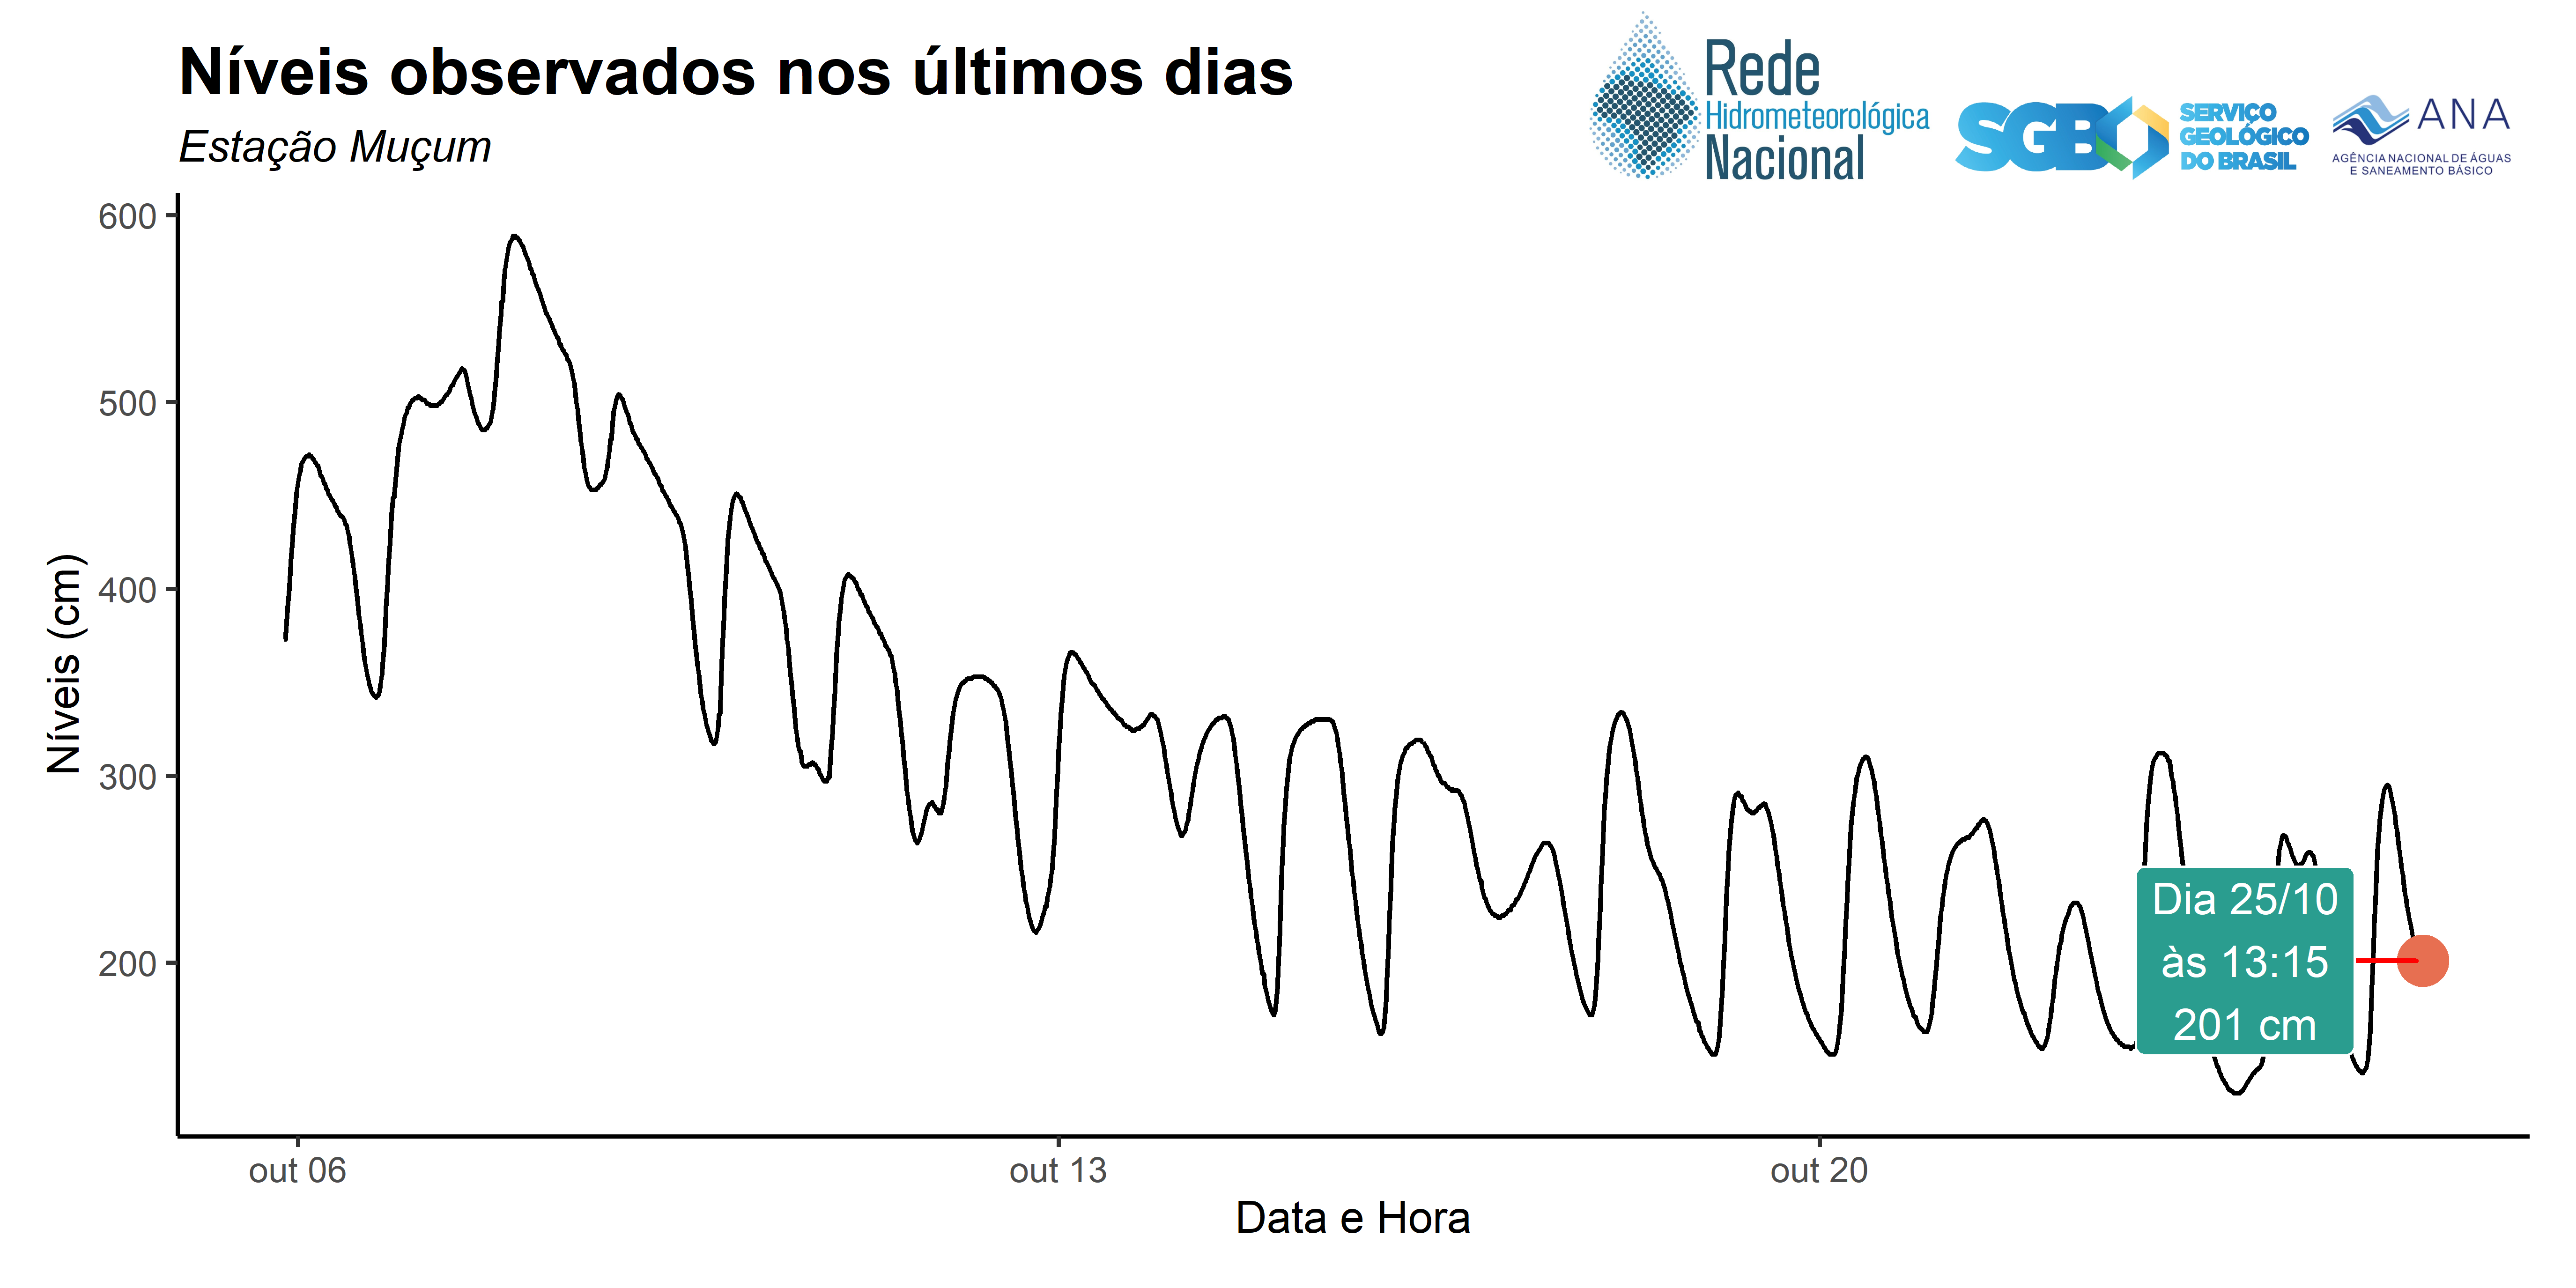 Níveis observados nos últimos dias
Estação Muçum
Rede
Hidrometeorológica
Nacional
SGB
SERVIÇO
GEOLÓGICO
DO BRASIL
ANA
AGÊNCIA NACIONAL DE ÁGUAS
E SANEAMENTO BÁSICO
Níveis (cm)
600
500
400
300
200
Dia 25/10
às 13:15
201 cm
out 06
out 13
out 20
Data e Hora